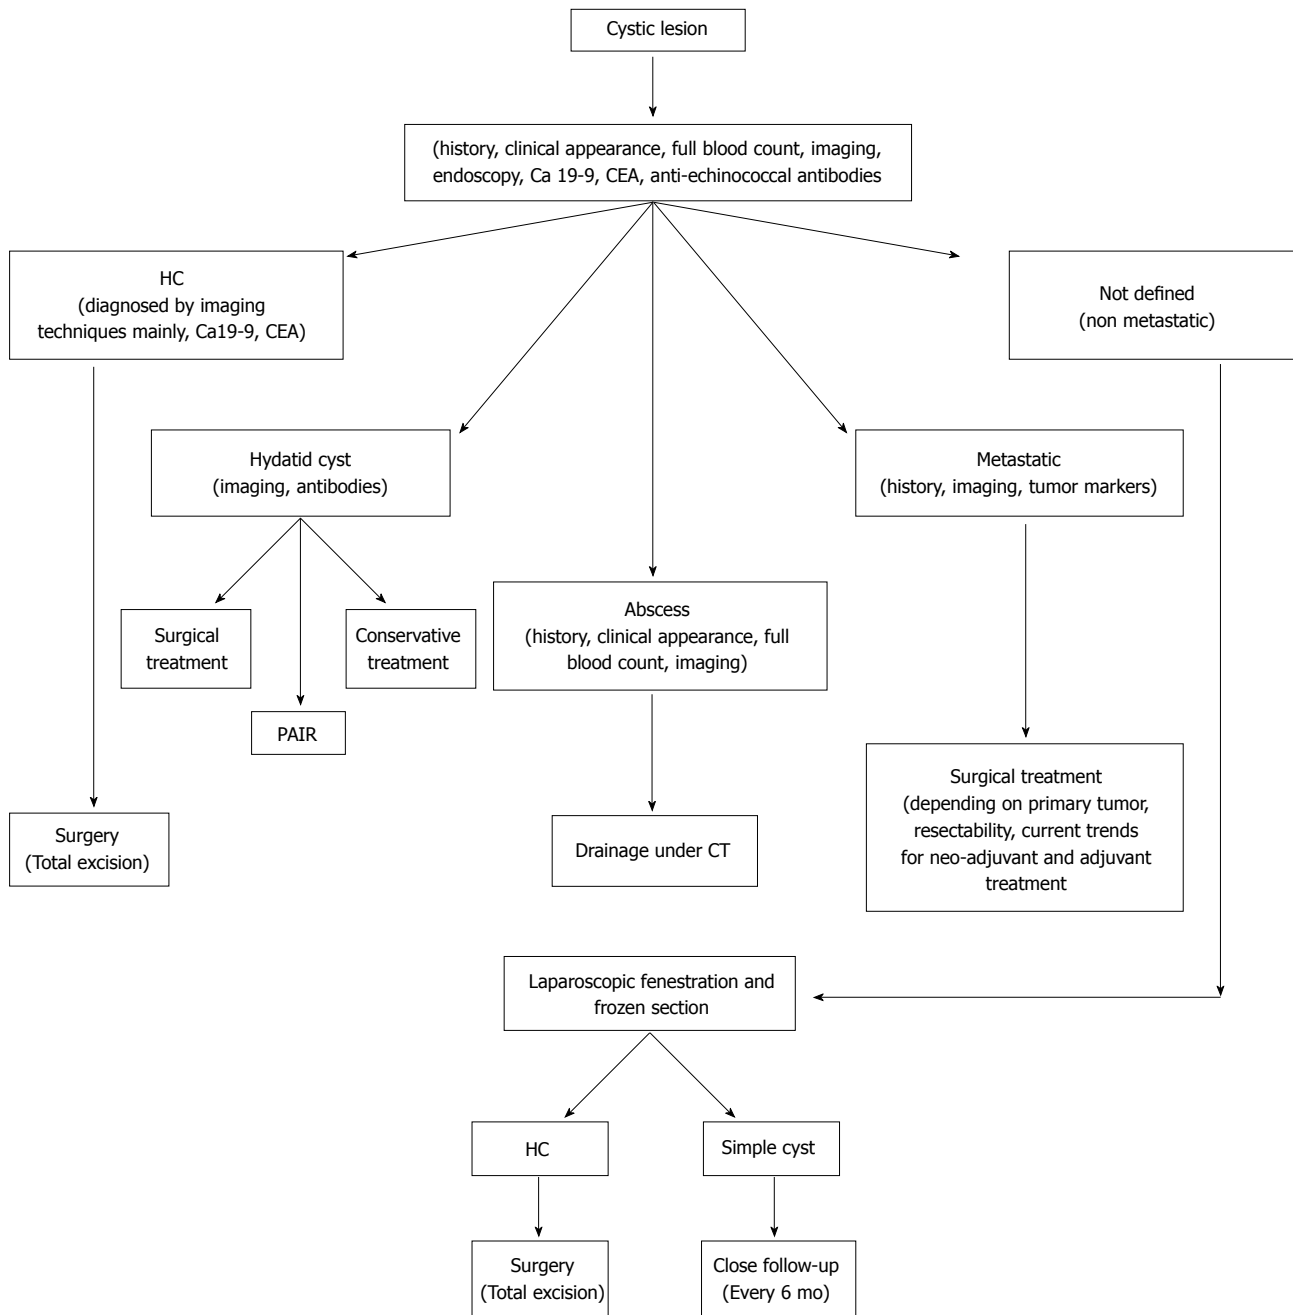 Cystic lesion
(history, clinical appearance, full blood count, imaging,
endoscopy, Ca 19-9, CEA, anti-echinococcal antibodies
HC
(diagnosed by imaging
techniques mainly, Ca19-9, CEA)
Not defined
(non metastatic)
Hydatid cyst
(imaging, antibodies)
Metastatic
(history, imaging, tumor markers)
Surgical
treatment
Conservative
treatment
PAIR
Abscess
(history, clinical appearance, full
blood count, imaging)
Surgery
(Total excision)
Drainage under CT
Surgical treatment
(depending on primary tumor,
resectability, current trends
for neo-adjuvant and adjuvant
treatment
Laparoscopic fenestration and
frozen section
HC
Simple cyst
Surgery
(Total excision)
Close follow-up
(Every 6 mo)